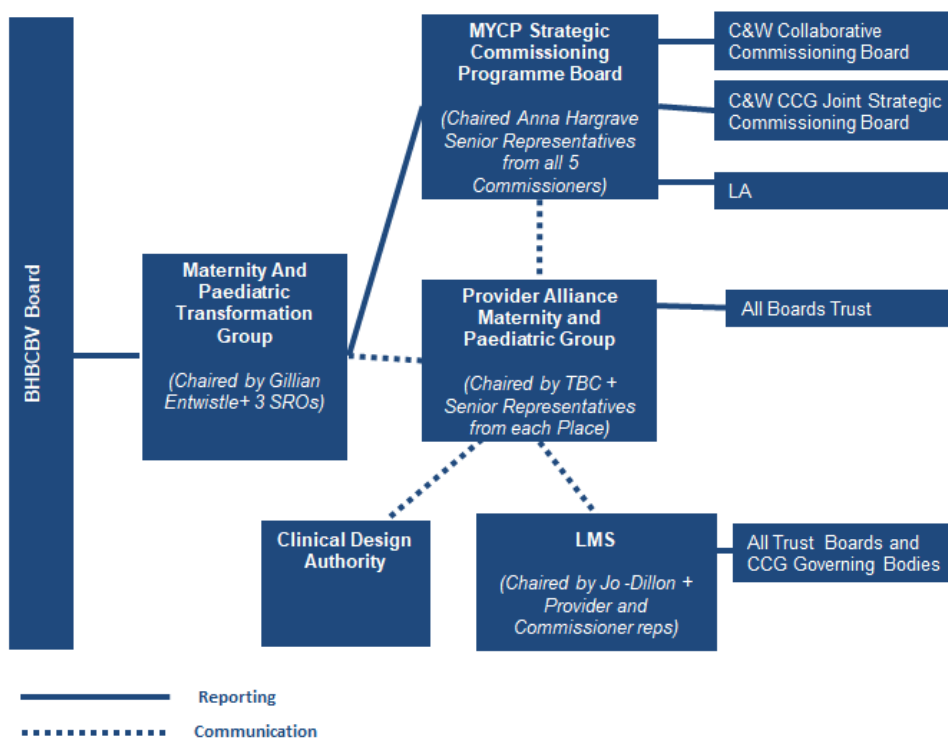 BHBCBV Board
Maternity And
Paediatric
Transformation
Group
(Chaired by Gillian
Entwistle+ 3 SROs)
MYCP Strategic
Commissioning
Programme Board
(Chaired Anna Hargrave
Senior Representatives
from all 5
Commissioners)
C&W Collaborative
Commissioning Board
C&W CCG Joint Strategic
Commissioning Board
LA
Provider Alliance
Maternity and
Paediatric Group
(Chaired by TBC +
Senior Representatives
from each Place)
All Boards Trust
Clinical Design
Authority
LMS
(Chaired by Jo -Dillon +
Provider and
Commissioner reps)
All Trust Boards and
CCG Governing Bodies
Reporting
Communication